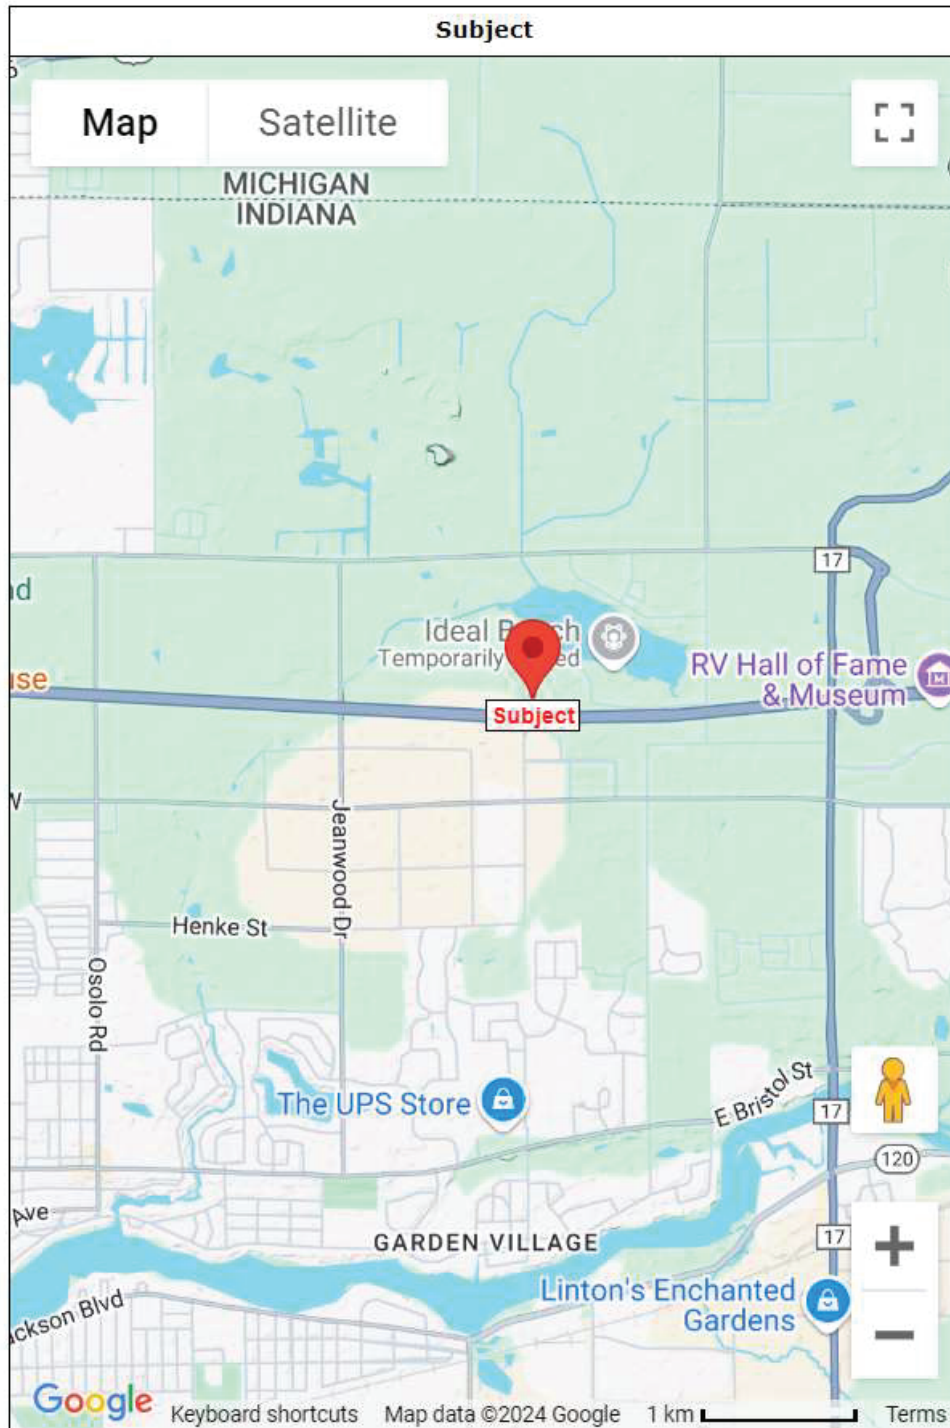 Subject
Map
Satellite
MICHIGAN
INDIANA
17
Ideal
Temporarily
RV Hall of Fame
& Museum
Subject
Jeanwood Dr
Henke St
Osolo Rd
The UPS Store
E Bristol St
17
120
Ave
GARDEN VILLAGE
17
Linton's Enchanted
Gardens
Google
Keyboard shortcuts
Map data ©2024 Google
1 km
Terms